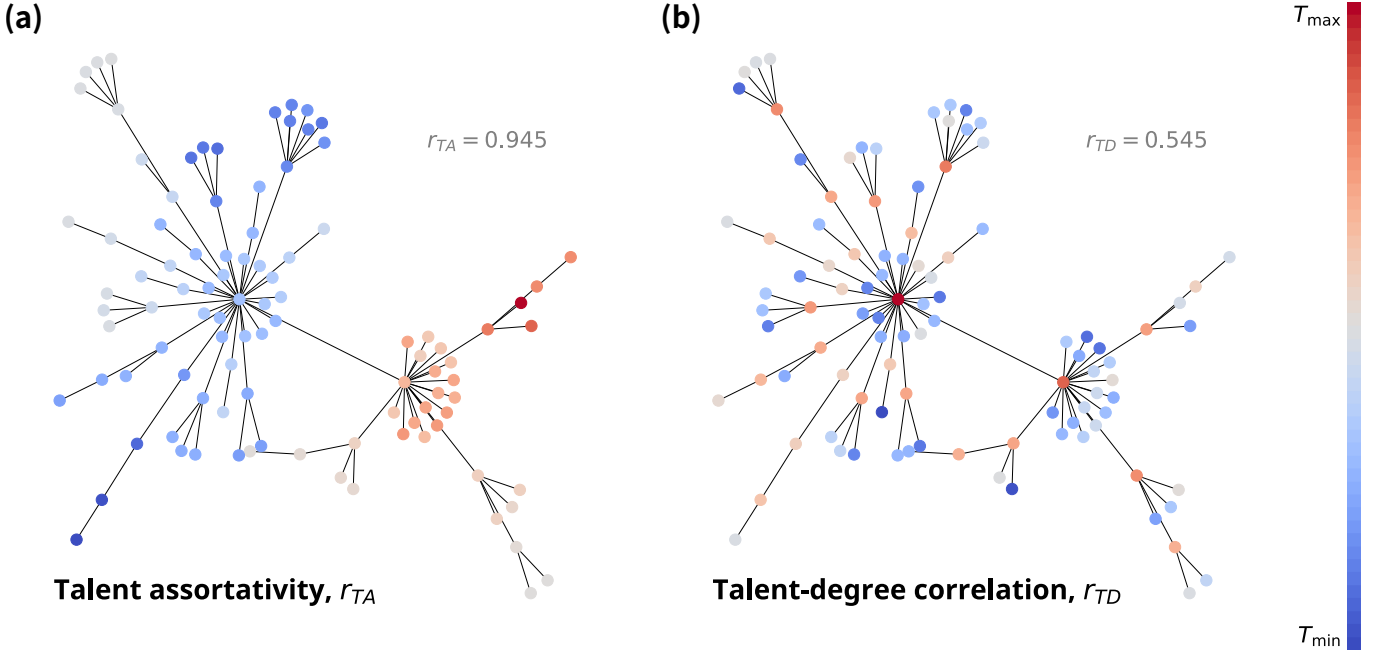 (a)
(b)
T_max
r_TA = 0.945
r_TD = 0.545
Talent assortativity, r_TA
Talent-degree correlation, r_TD
T_min